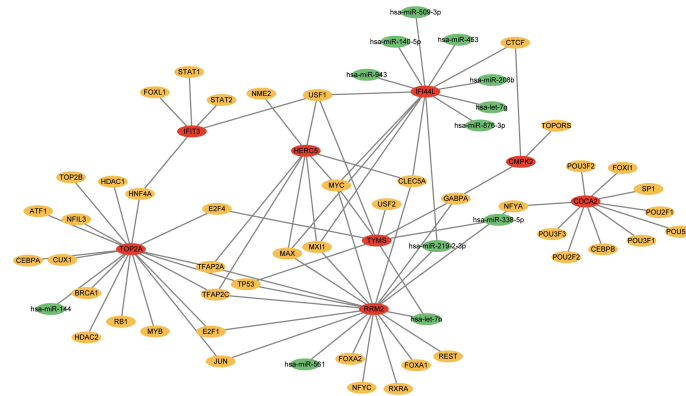 hsa-miR-509-3p
hsa-miR-140-5p
hsa-miR-453
CTCF
STAT1
hsa-miR-943
hsa-miR-208b
FOXL1
NME2
USF1
IFI44L
STAT2
hsa-let-7g
hsa-miR-876-3p
TOPORS
IFIT3
HERC5
CMPK2
POU3F2
FOXI1
TOP2B
HDAC1
MYC
CLEC5A
SP1
HNF4A
GABPA
CDCA2
ATF1
NFIL3
E2F4
USF2
NFYA
POU2F1
hsa-miR-338-5p
POU5
POU3F3
TOP2A
MAX
MXI1
TYMS
hsa-miR-219-2-3p
POU3F1
CEBPB
POU2F2
CEBPA
CUX1
TFAP2A
TP53
BRCA1
TFAP2C
hsa-miR-144
RRM2
hsa-let-7b
RB1
MYB
E2F1
HDAC2
JUN
hsa-miR-561
FOXA2
FOXA1
REST
NFYC
RXRA